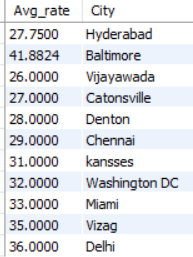 Avg_rate City
27.7500 Hyderabad
41.8824 Baltimore
26.0000 Vijayawada
27.0000 Catonsville
28.0000 Denton
29.0000 Chennai
31.0000 kansses
32.0000 Washington DC
33.0000 Miami
35.0000 Vizag
36.0000 Delhi